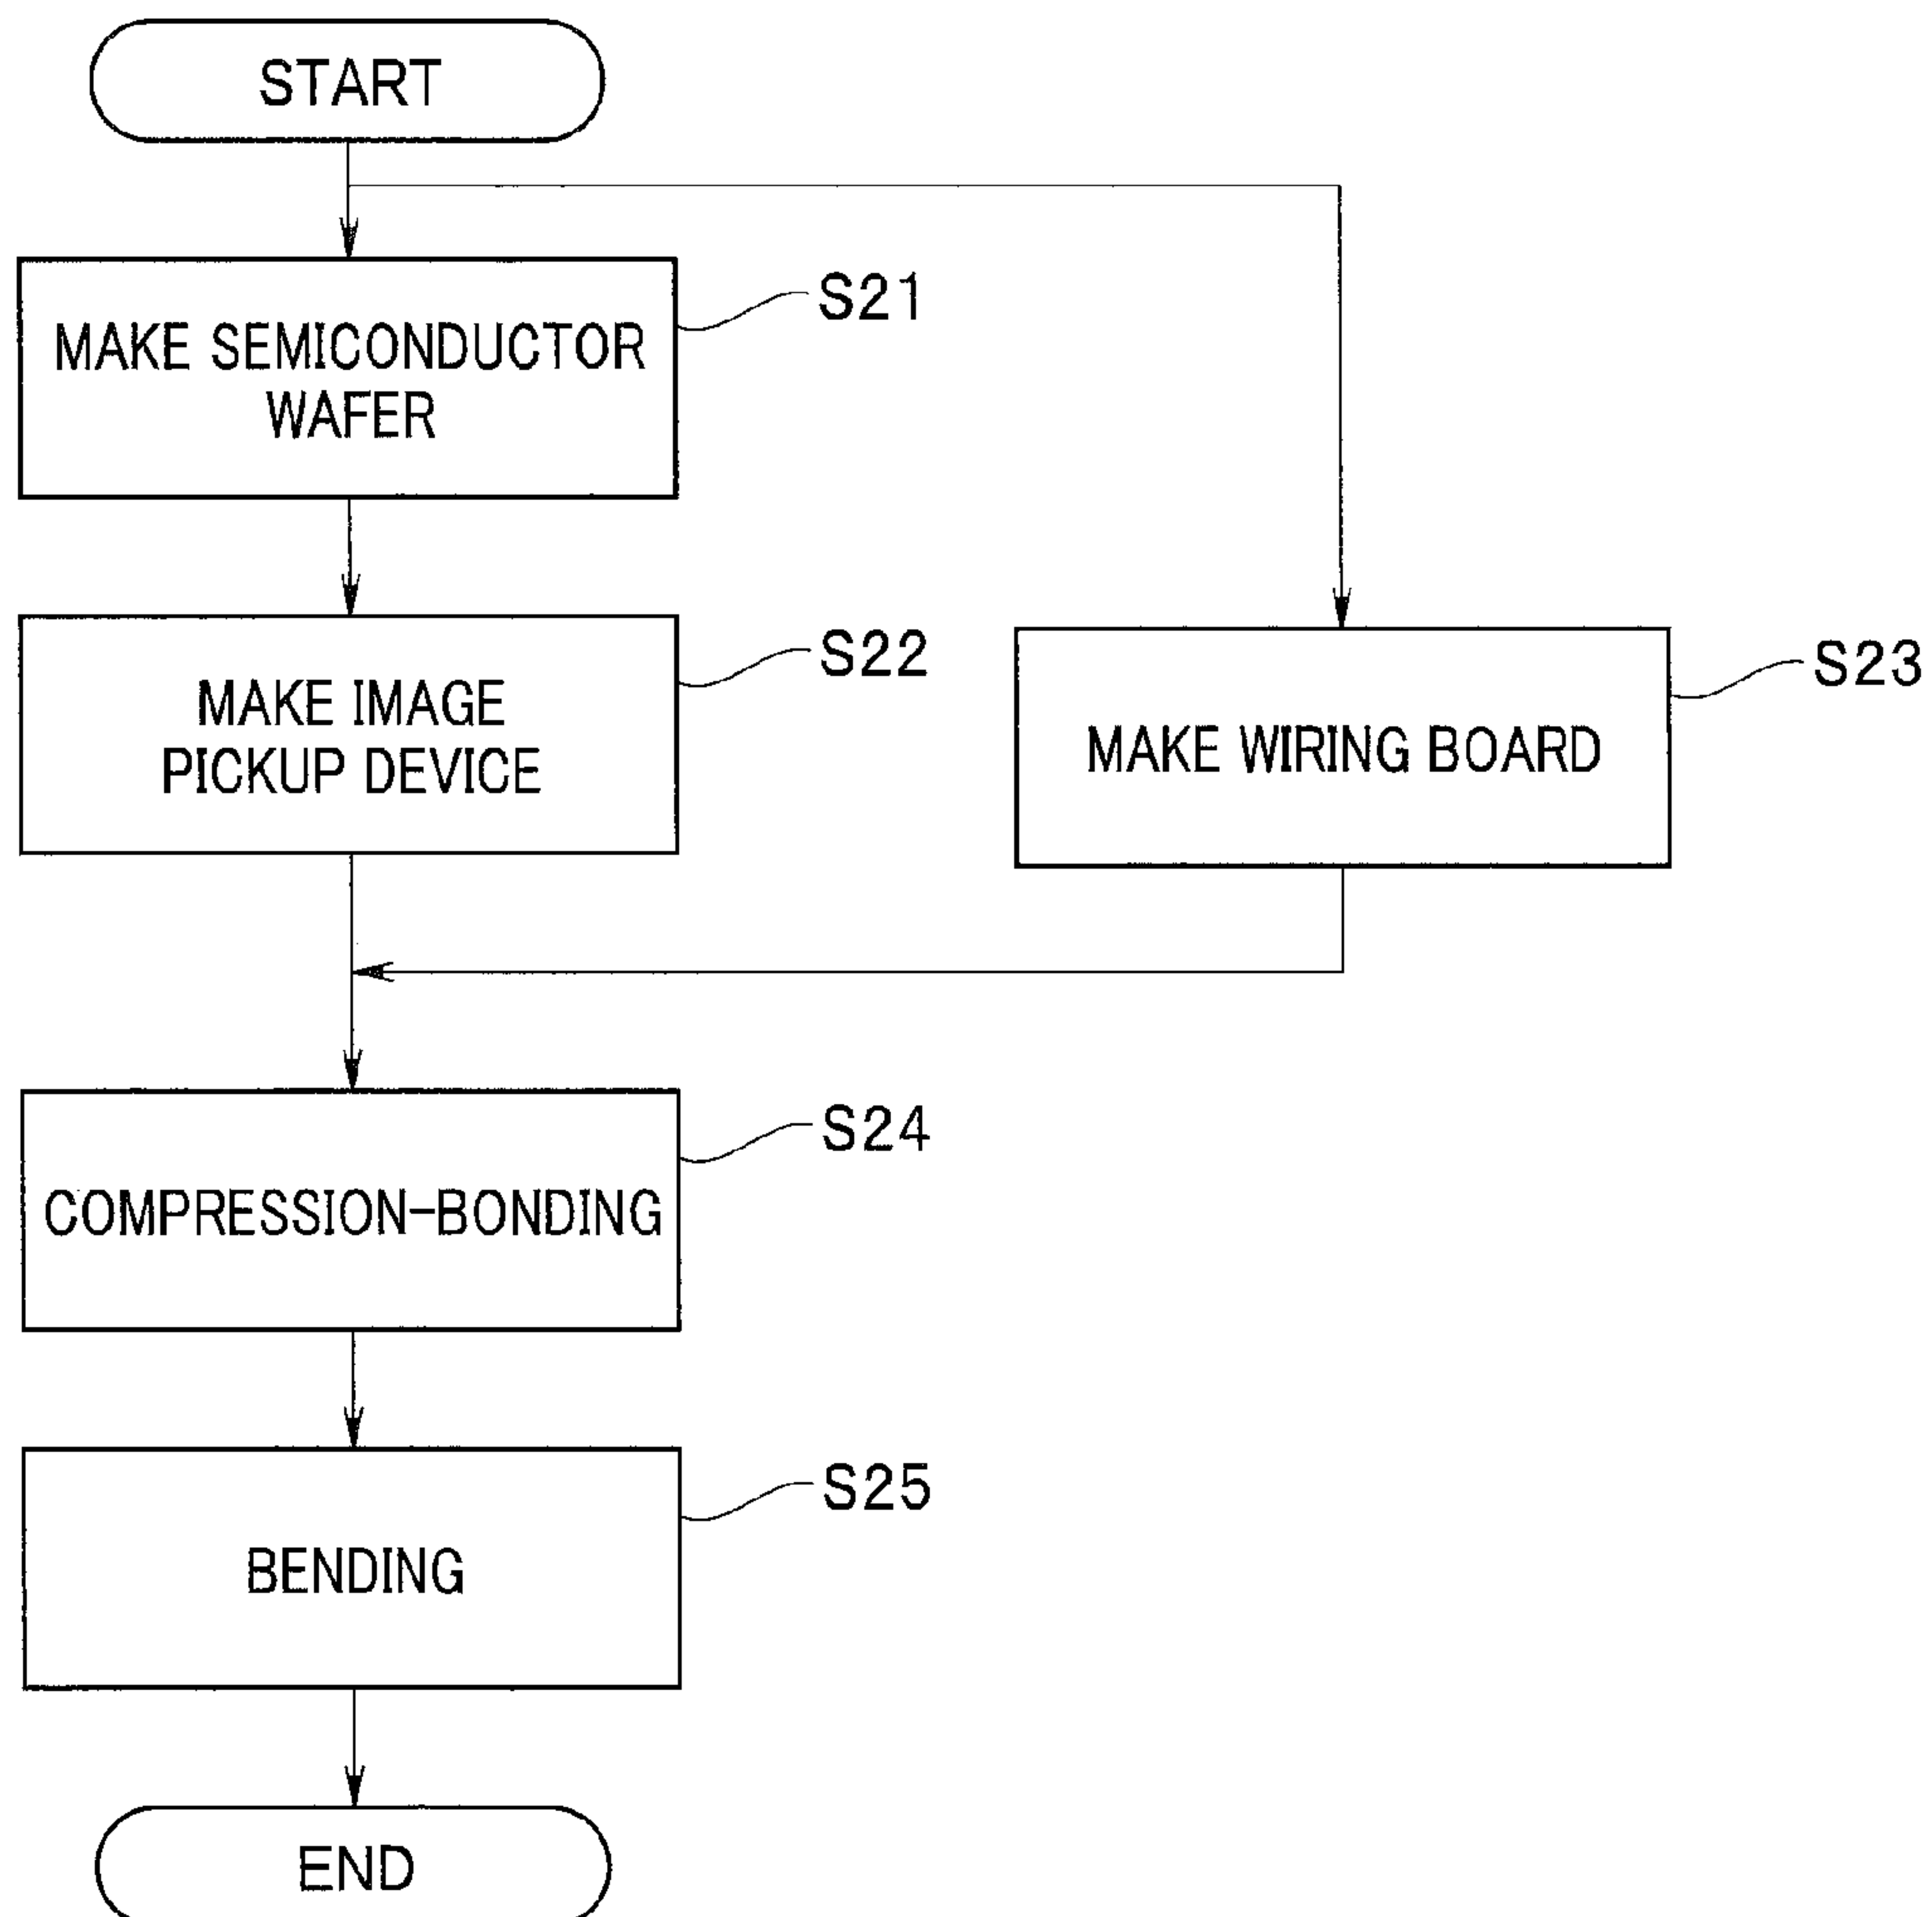 START
S21
MAKE SEMICONDUCTOR
WAFER
S22
MAKE IMAGE
PICKUP DEVICE
S23
MAKE WIRING BOARD
S24
COMPRESSION-BONDING
S25
BENDING
END